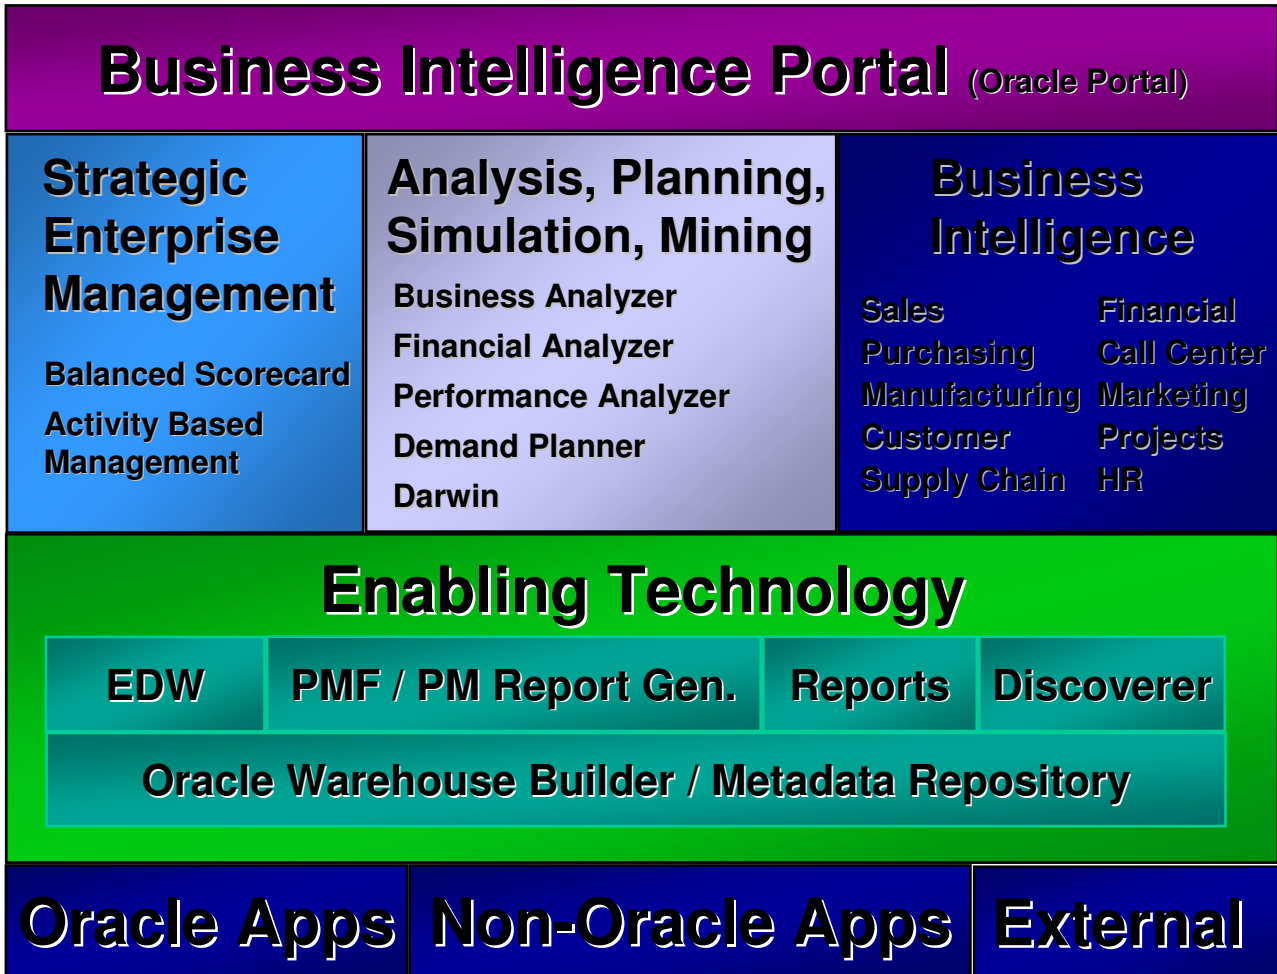 Business Intelligence Portal (Oracle Portal)
Strategic
Enterprise
Management
Balanced Scorecard
Activity Based
Management
Analysis, Planning,
Simulation, Mining
Business Analyzer
Financial Analyzer
Performance Analyzer
Demand Planner
Darwin
Business
Intelligence
Sales
Purchasing
Manufacturing
Customer
Supply Chain
Financial
Call Center
Marketing
Projects
HR
Enabling Technology
EDW
PMF / PM Report Gen.
Reports
Discoverer
Oracle Warehouse Builder / Metadata Repository
Oracle Apps
Non-Oracle Apps
External